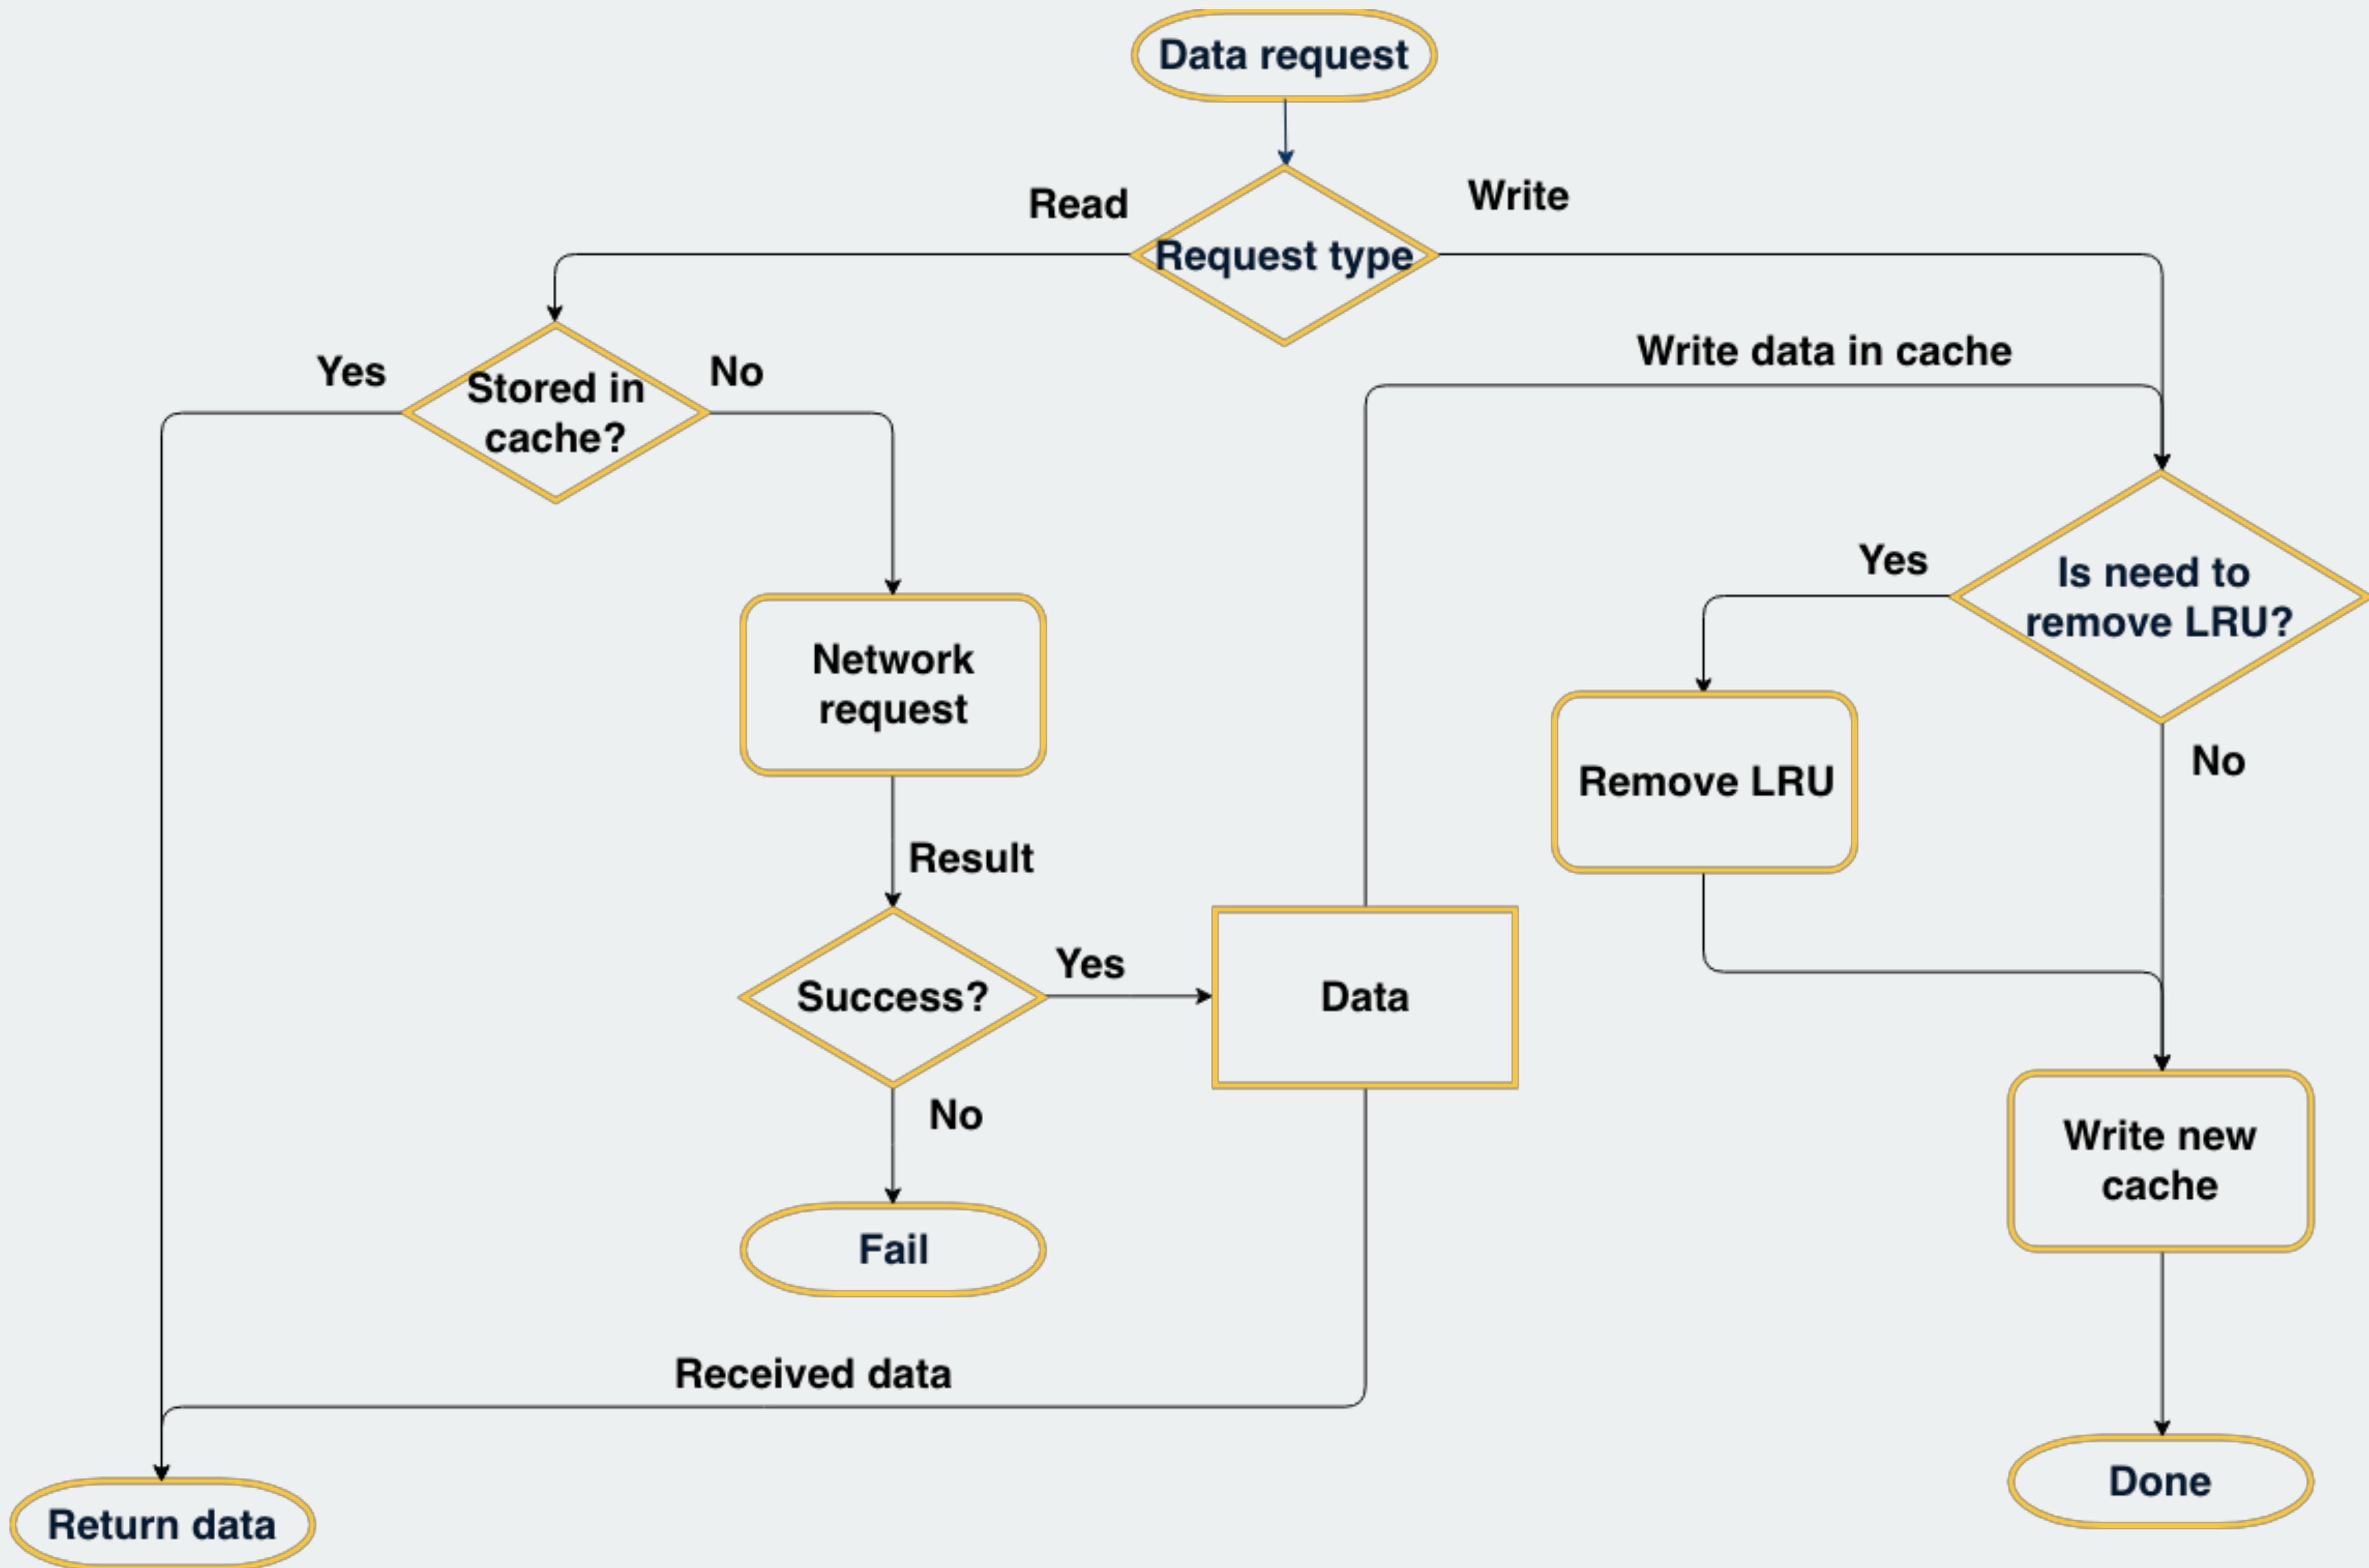 Data request
Read
Write
Request type
Write data in cache
Yes
Stored in
cache?
No
Yes
Is need to
remove LRU?
Network
request
Remove LRU
No
Result
Success?
Yes
Data
No
Write new
cache
Fail
Received data
Done
Return data